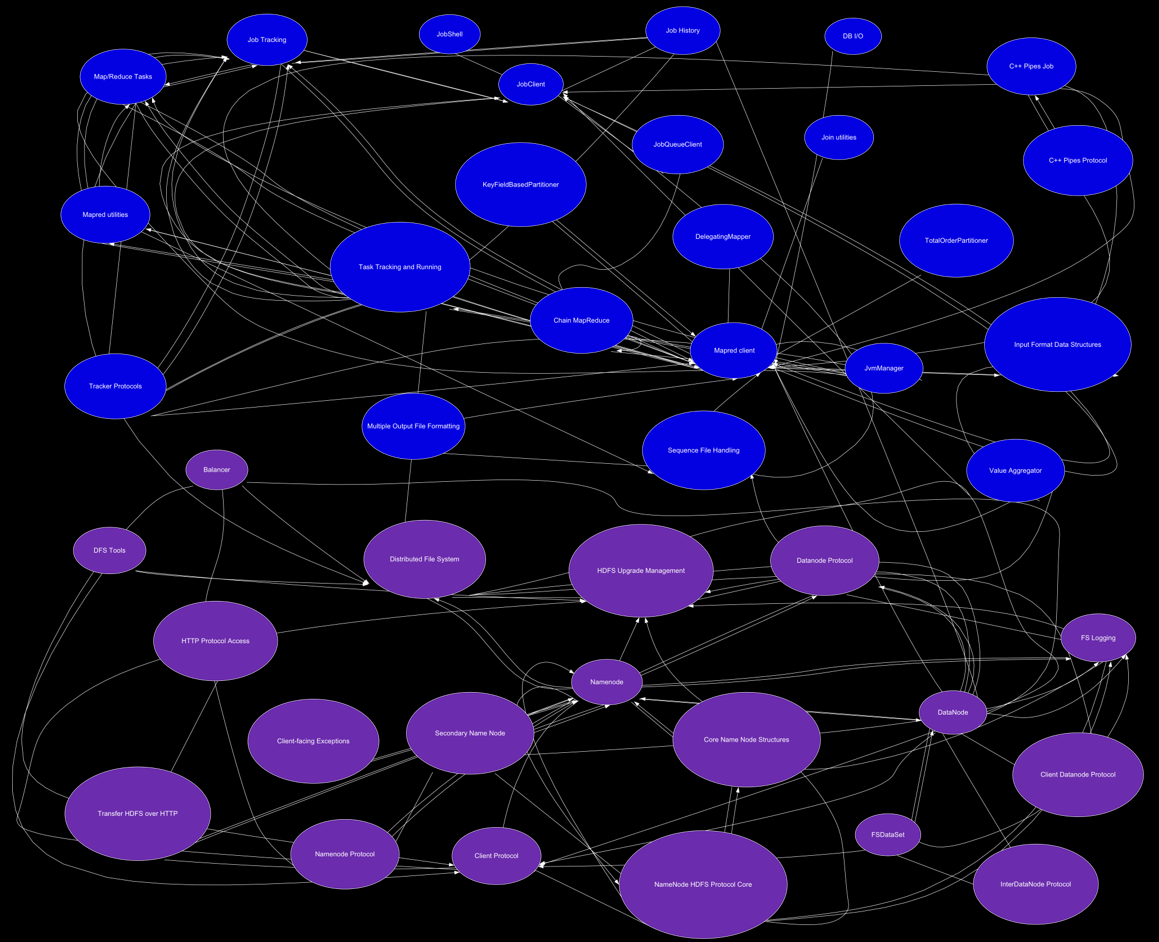 Job Tracking
JobShell
Job History
DB I/O
Map/Reduce Tasks
JobClient
C++ Pipes Job
JobQueueClient
Join utilities
C++ Pipes Protocol
KeyFieldBasedPartitioner
Mapred utilities
DelegatingMapper
TotalOrderPartitioner
Task Tracking and Running
Chain MapReduce
Mapred client
Input Format Data Structures
JvmManager
Tracker Protocols
Multiple Output File Formatting
Sequence File Handling
Balancer
Value Aggregator
DFS Tools
Distributed File System
HDFS Upgrade Management
Datanode Protocol
HTTP Protocol Access
FS Logging
Namenode
DataNode
Client-facing Exceptions
Secondary Name Node
Core Name Node Structures
Client Datanode Protocol
Transfer HDFS over HTTP
FSDataSet
Namenode Protocol
Client Protocol
NameNode HDFS Protocol Core
InterDataNode Protocol